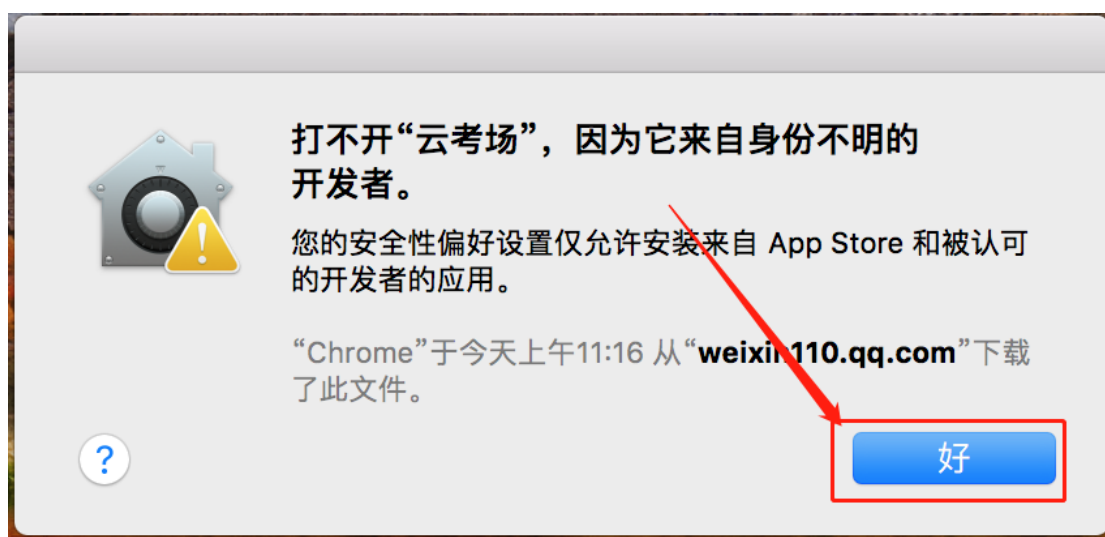 打不开“云考场”，因为它来自身份不明的
开发者。
您的安全性偏好设置仅允许安装来自 App Store 和被认可
的开发者的应用。
“Chrome”于今天上午11:16 从“weixin110.qq.com”下载
了此文件。
?
好